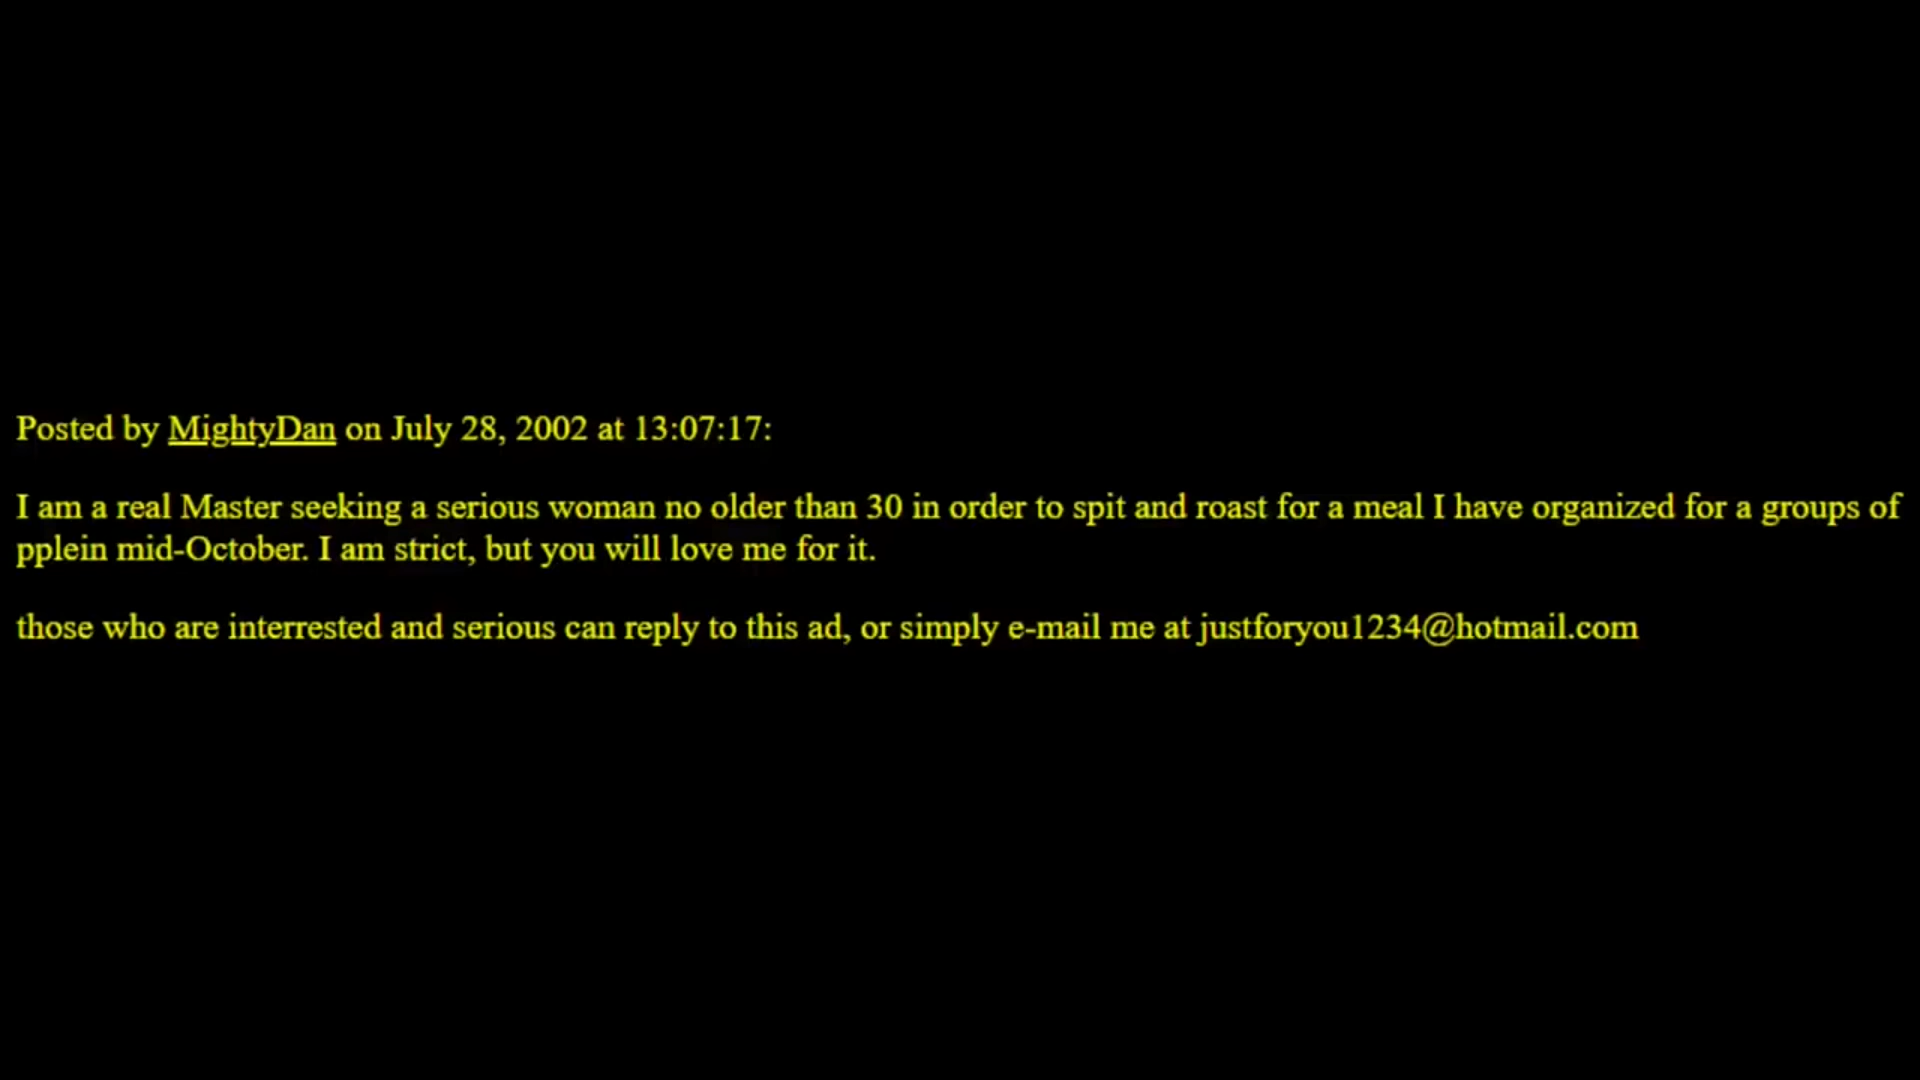 Posted by MightyDan on July 28, 2002 at 13:07:17:
I am a real Master seeking a serious woman no older than 30 in order to spit and roast for a meal I have organized for a groups of
pplein mid-October. I am strict, but you will love me for it.
those who are interrested and serious can reply to this ad, or simply e-mail me at justforyou1234@hotmail.com